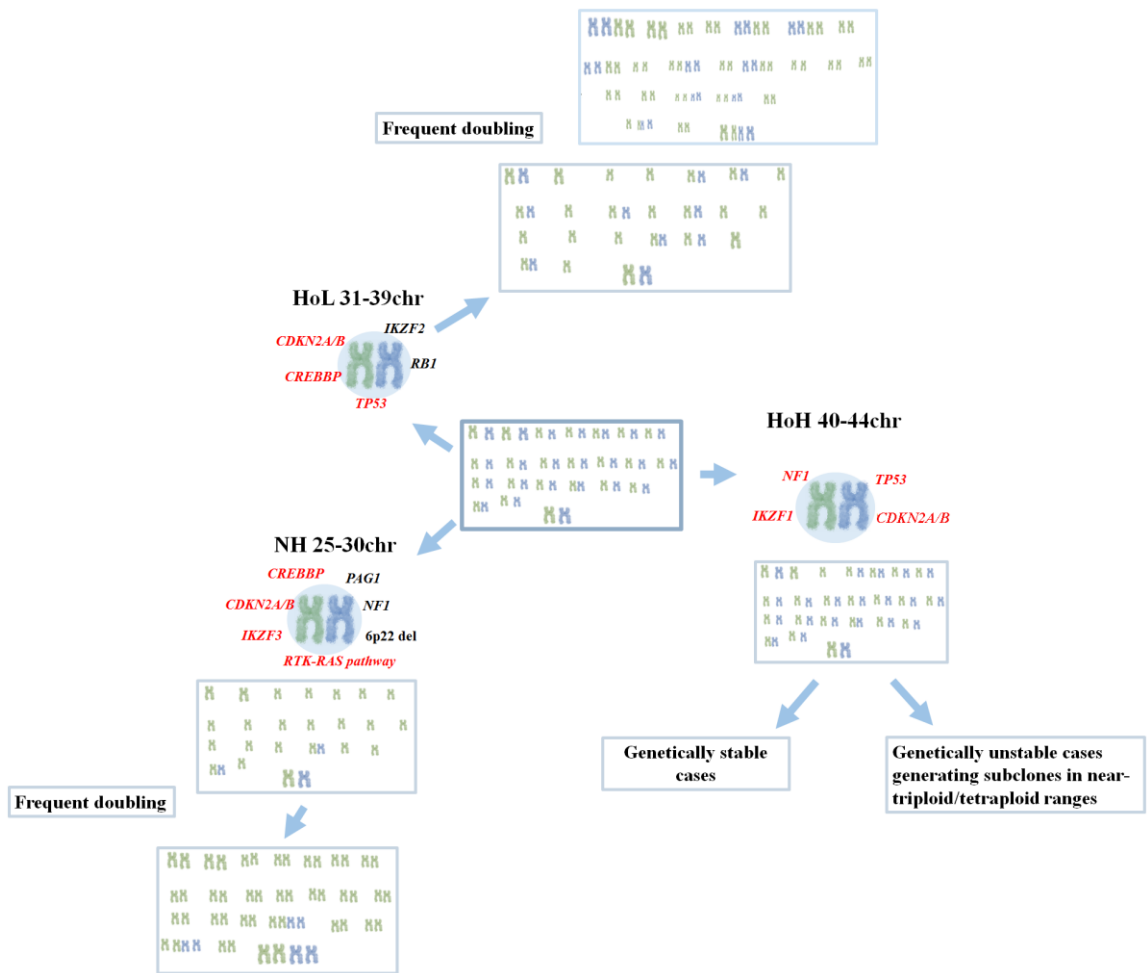 Frequent doubling
HoL 31-39chr
IKZF2
CDKN2A/B
RB1
CREBBP
TP53
HoH 40-44chr
NF1
TP53
IKZF1
CDKN2A/B
NH 25-30chr
CREBBP
PAG1
CDKN2A/B
NF1
IKZF3
6p22 del
RTK-RAS pathway
Genetically stable
cases
Genetically unstable cases
generating subclones in near-
triploid/tetraploid ranges
Frequent doubling